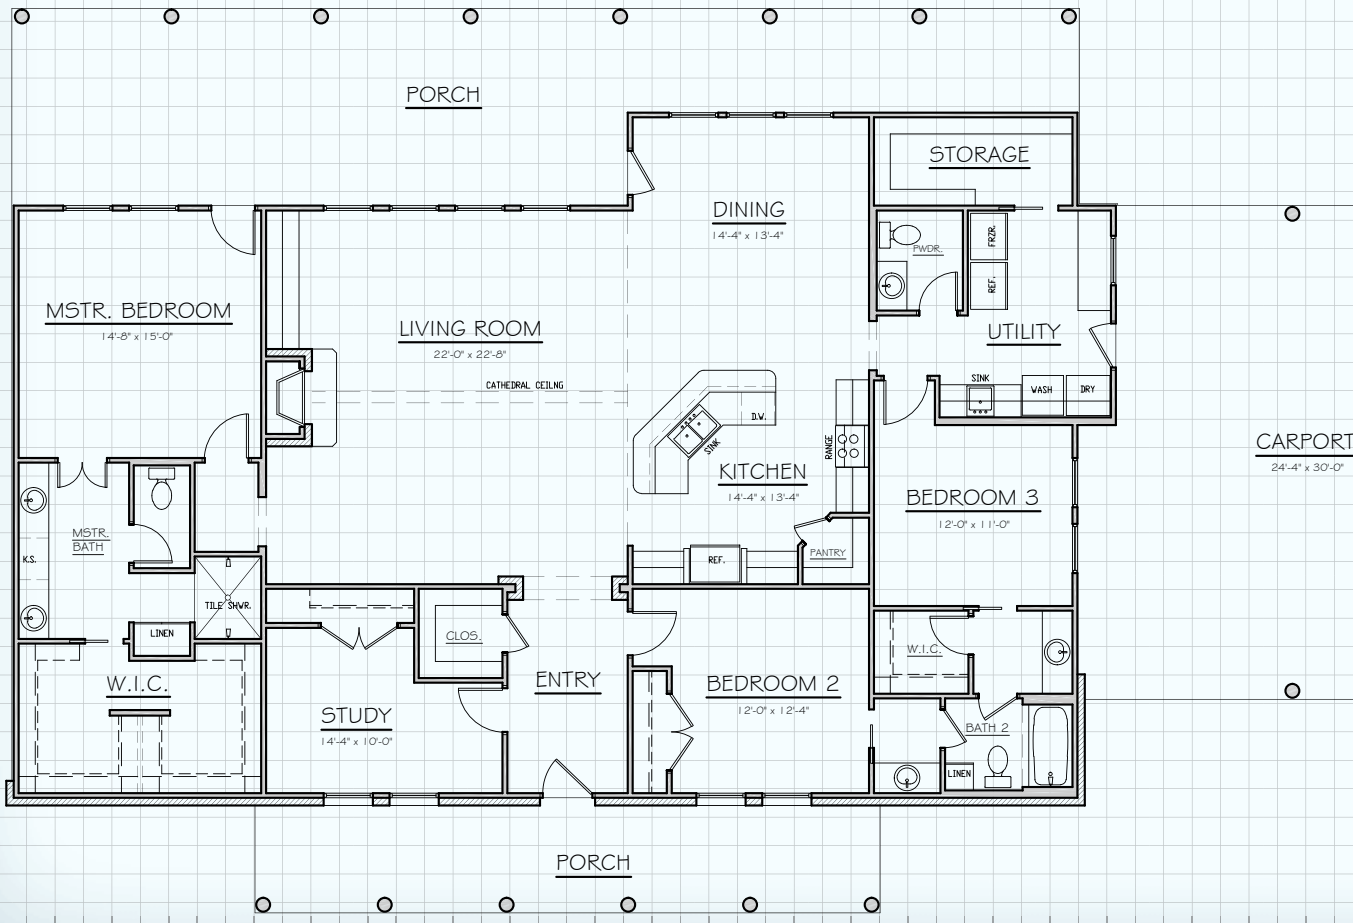 PORCH
STORAGE
DINING
14'-4" x 13'-4"
FRZR.
PWDR.
REF.
MSTR. BEDROOM
14'-8" x 15'-0"
LIVING ROOM
22'-0" x 22'-8"
UTILITY
CATHEDRAL CEILNG
SINK
WASH
DRY
D.W.
SINK
RANGE
CARPORT
24'-4" x 30'-0"
KITCHEN
14'-4" x 13'-4"
BEDROOM 3
12'-0" x 11'-0"
MSTR.
BATH
K.S.
REF.
PANTRY
TILE SHWR.
LINEN
CLOS.
W.I.C.
W.I.C.
ENTRY
BEDROOM 2
12'-0" x 12'-4"
STUDY
14'-4" x 10'-0"
BATH 2
LINEN
PORCH